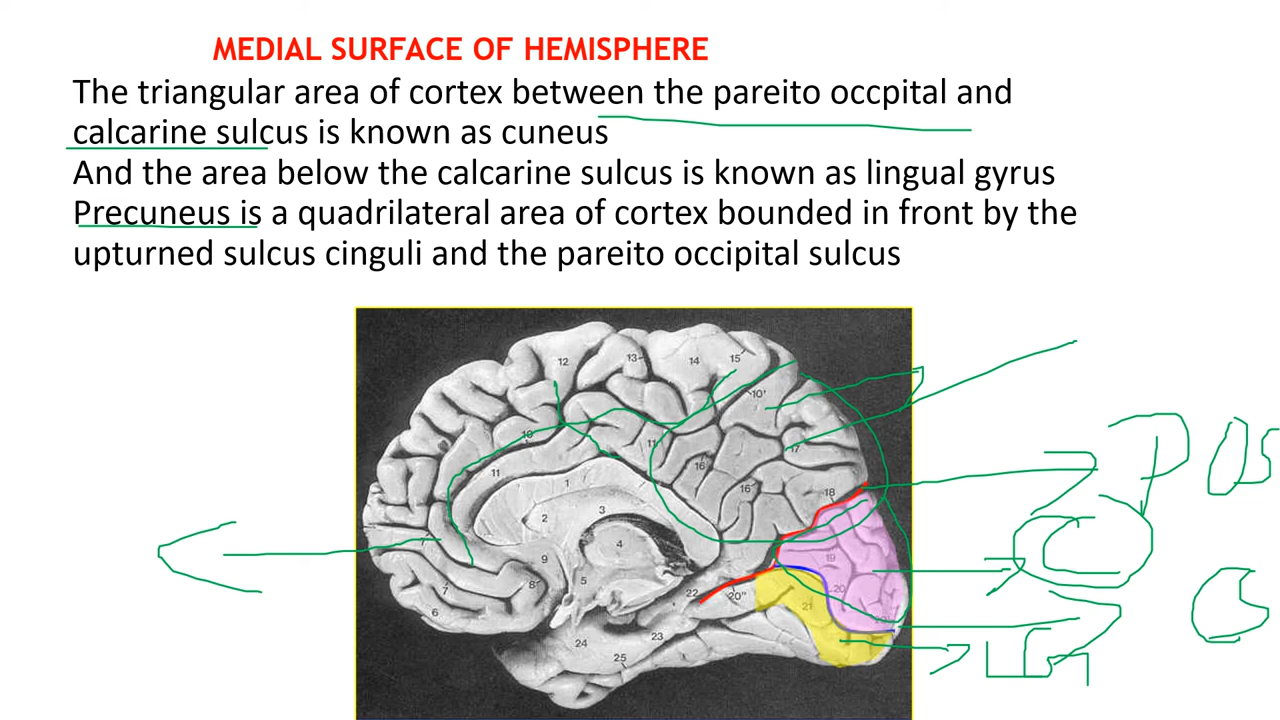 MEDIAL SURFACE OF HEMISPHERE
The triangular area of cortex between the pareito occpital and
calcarine sulcus is known as cuneus
And the area below the calcarine sulcus is known as lingual gyrus
Precuneus is a quadrilateral area of cortex bounded in front by the
upturned sulcus cinguli and the pareito occipital sulcus
12 13 14 15
10'
10 11 17
11 16
1 16 18
2 3
4 19
9
5 8 7 22 20" 20
6 21
24 23
25
POS
C
C
LG